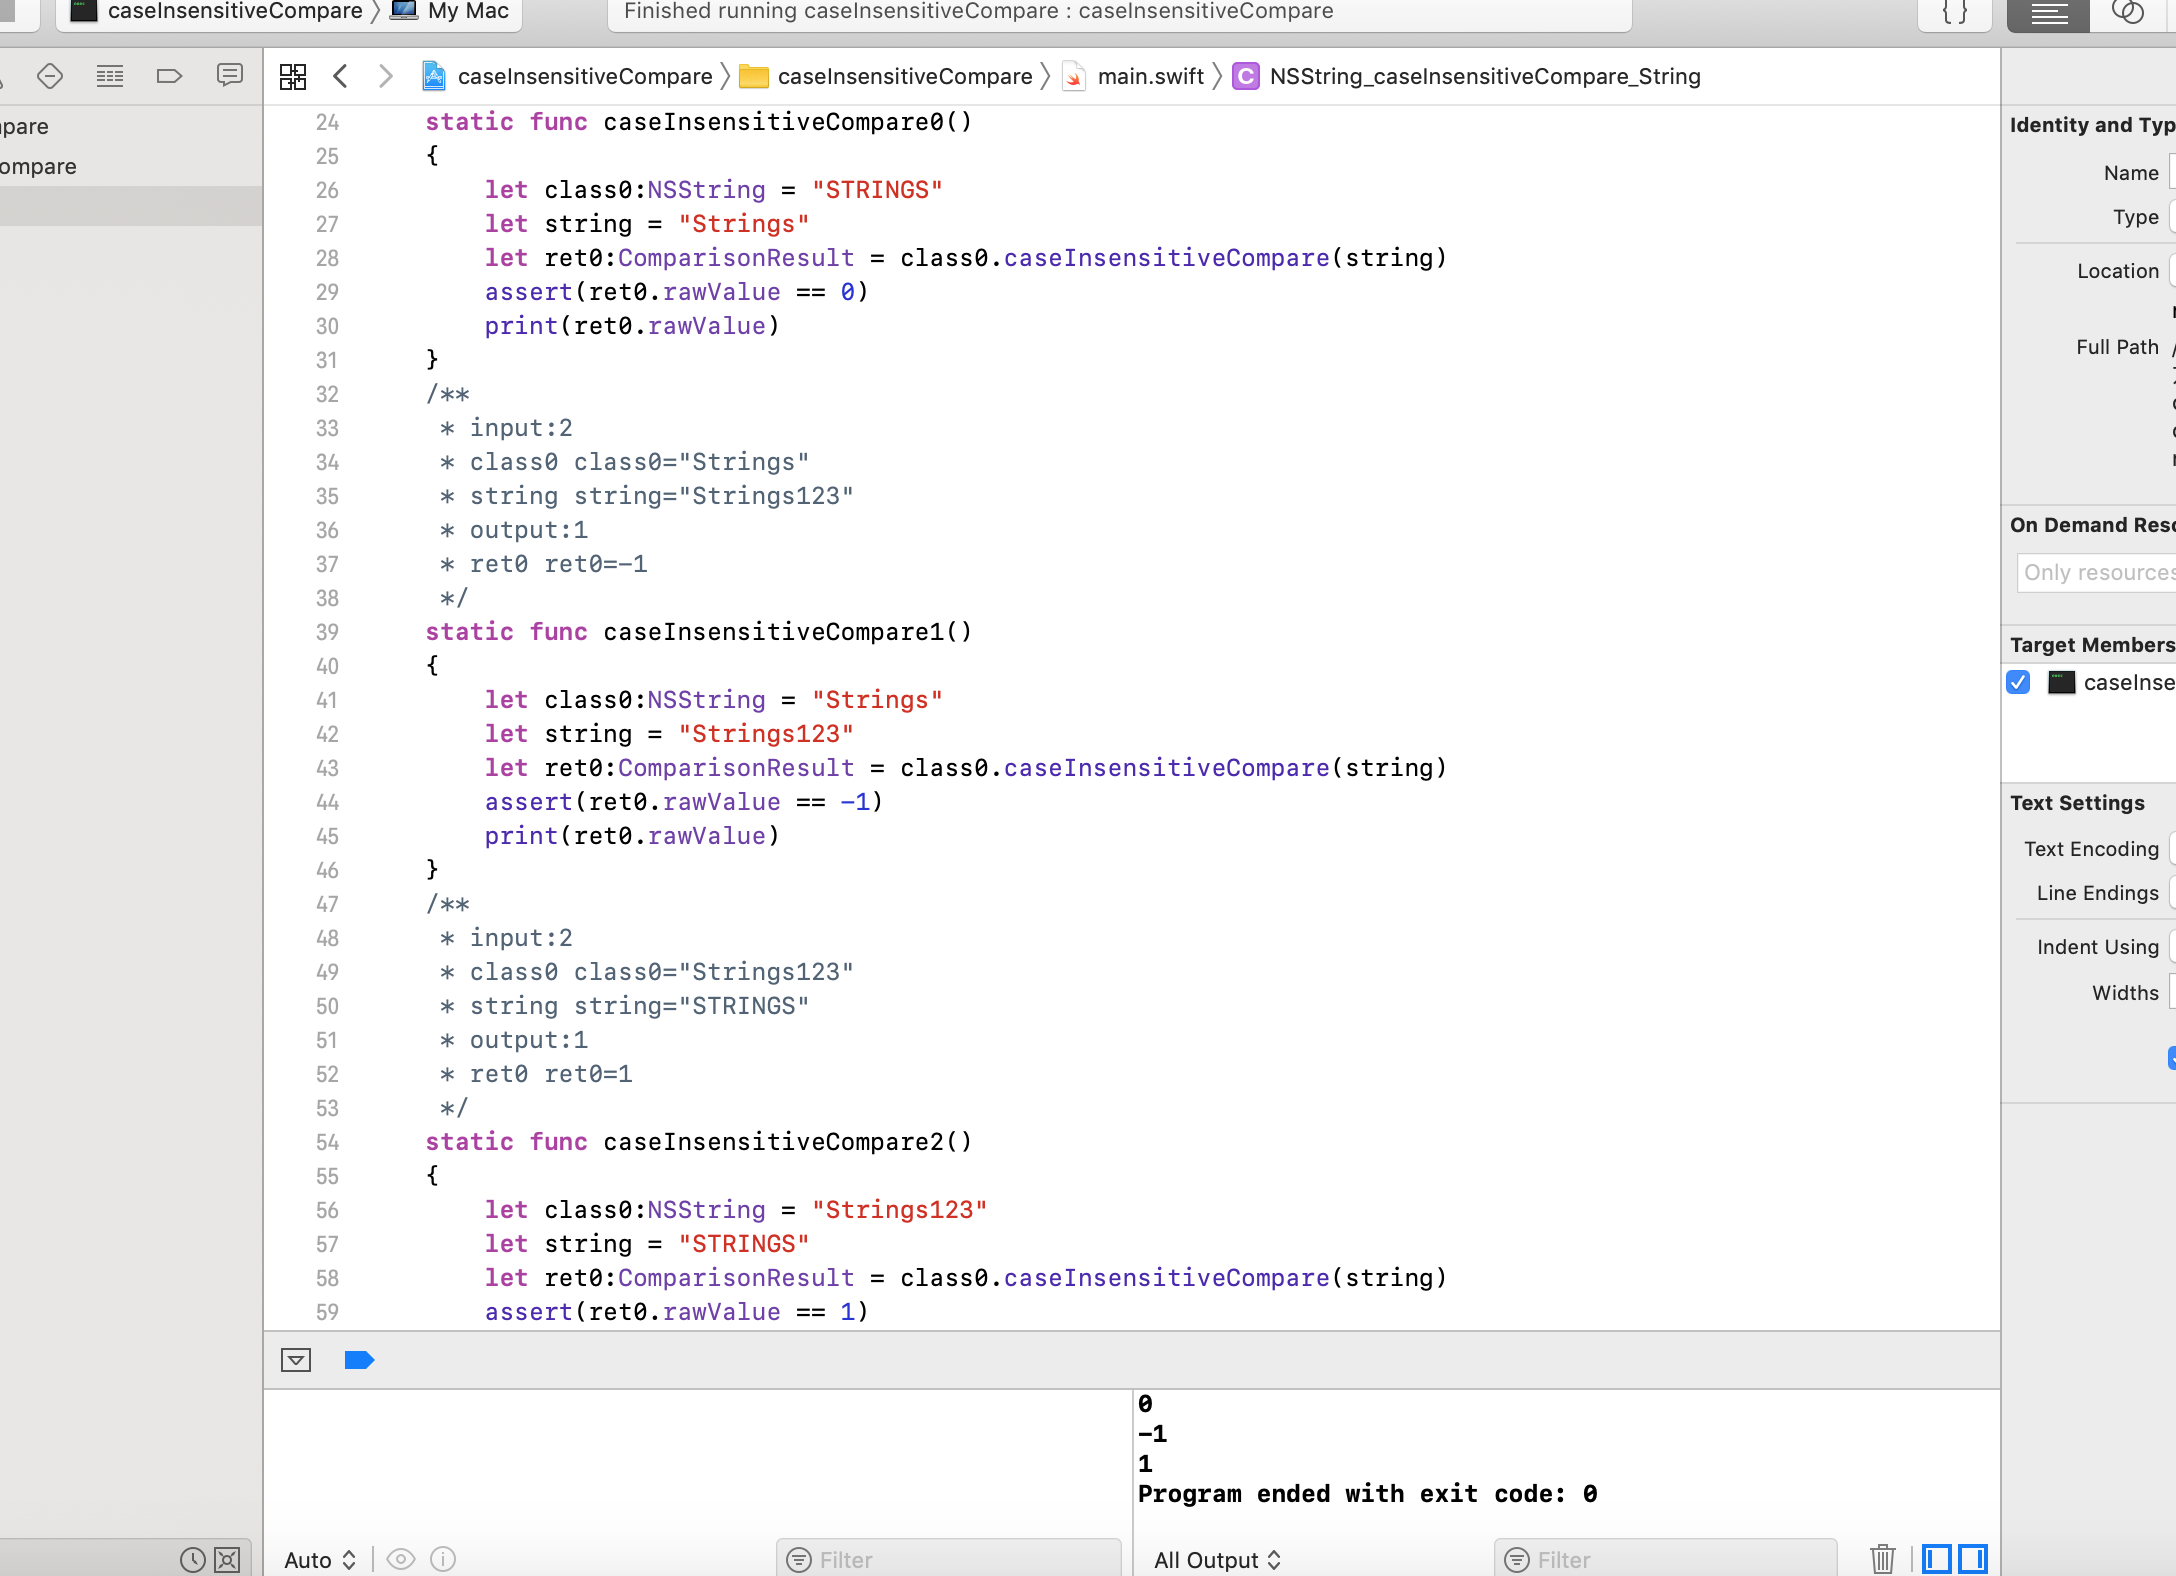 caseInsensitiveCompare 〉 My Mac
Finished running caseInsensitiveCompare : caseInsensitiveCompare
{ }
caseInsensitiveCompare 〉 caseInsensitiveCompare 〉 main.swift 〉 C NSString_caseInsensitiveCompare_String
24 static func caseInsensitiveCompare0()
25 {
26 let class0:NSString = "STRINGS"
27 let string = "Strings"
28 let ret0:ComparisonResult = class0.caseInsensitiveCompare(string)
29 assert(ret0.rawValue == 0)
30 print(ret0.rawValue)
31 }
32 /**
33 * input:2
34 * class0 class0="Strings"
35 * string string="Strings123"
36 * output:1
37 * ret0 ret0=-1
38 */
39 static func caseInsensitiveCompare1()
40 {
41 let class0:NSString = "Strings"
42 let string = "Strings123"
43 let ret0:ComparisonResult = class0.caseInsensitiveCompare(string)
44 assert(ret0.rawValue == -1)
45 print(ret0.rawValue)
46 }
47 /**
48 * input:2
49 * class0 class0="Strings123"
50 * string string="STRINGS"
51 * output:1
52 * ret0 ret0=1
53 */
54 static func caseInsensitiveCompare2()
55 {
56 let class0:NSString = "Strings123"
57 let string = "STRINGS"
58 let ret0:ComparisonResult = class0.caseInsensitiveCompare(string)
59 assert(ret0.rawValue == 1)
0
-1
1
Program ended with exit code: 0
Auto
Filter
All Output
Filter
pare
ompare
Identity and Typ
Name
Type
Location
Full Path /
On Demand Reso
Only resources
Target Members
caseInse
Text Settings
Text Encoding
Line Endings
Indent Using
Widths